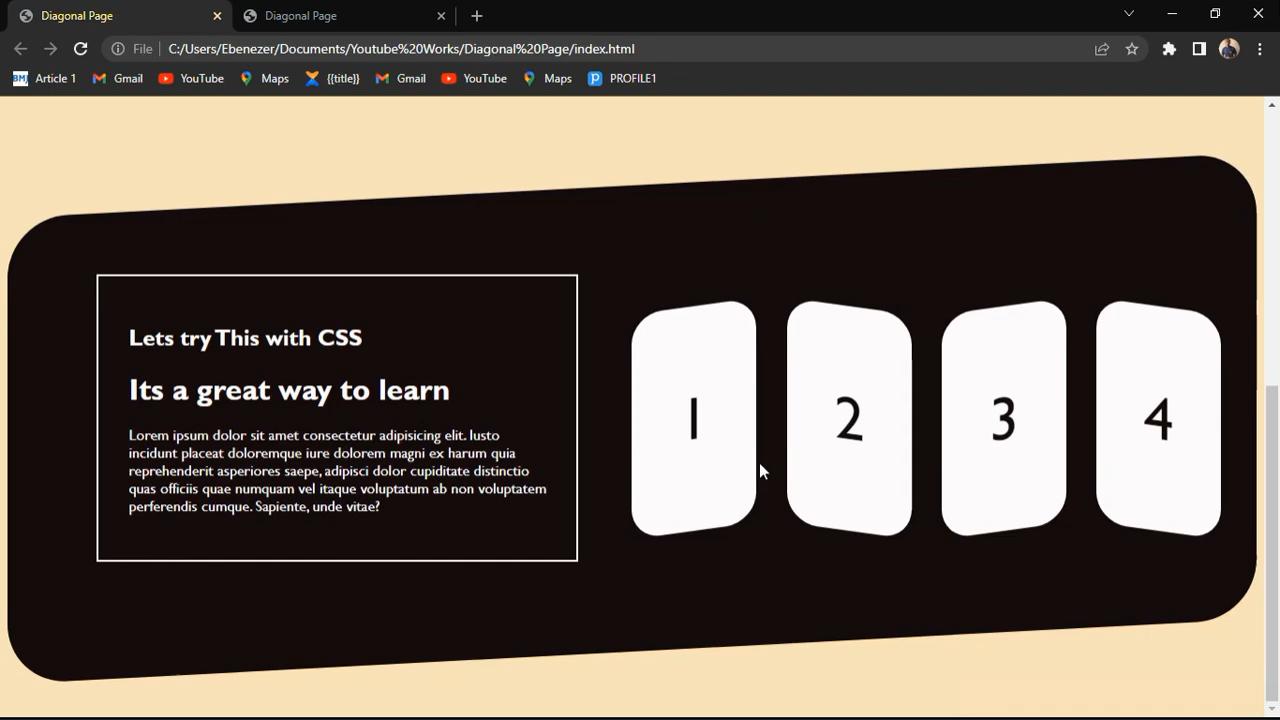 Diagonal Page
Diagonal Page
File
C:/Users/Ebenezer/Documents/Youtube%20Works/Diagonal%20Page/index.html
BMJ Article 1
Gmail
YouTube
Maps
{{title}}
Gmail
YouTube
Maps
p PROFILE1
Lets try This with CSS
Its a great way to learn
Lorem ipsum dolor sit amet consectetur adipisicing elit. Iusto
incidunt placeat doloremque iure dolorem magni ex harum quia
reprehenderit asperiores saepe, adipisci dolor cupiditate distinctio
quas officiis quae numquam vel itaque voluptatum ab non voluptatem
perferendis cumque. Sapiente, unde vitae?
1
2
3
4